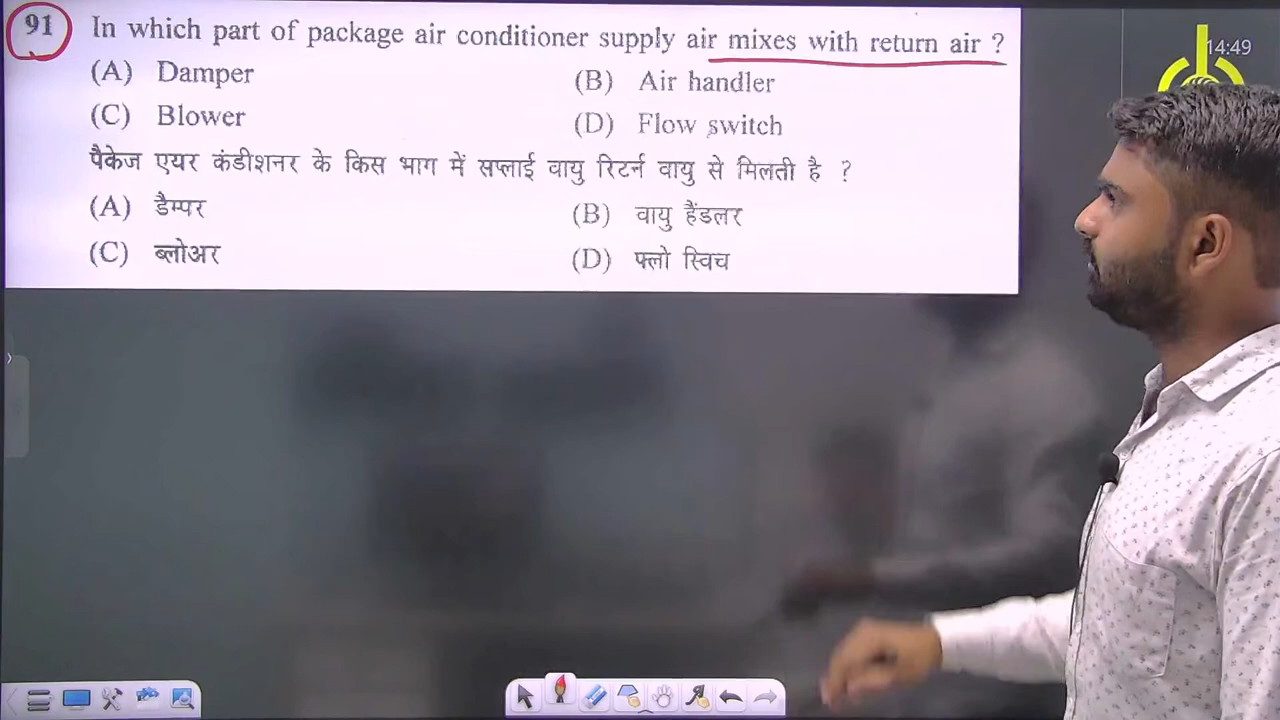 91 In which part of package air conditioner supply air mixes with return air ?
(A) Damper (B) Air handler
(C) Blower (D) Flow switch
पैकेज एयर कंडीशनर के किस भाग में सप्लाई वायु रिटर्न वायु से मिलती है ?
(A) डैम्पर (B) वायु हैंडलर
(C) ब्लोअर (D) फ्लो स्विच
14:49